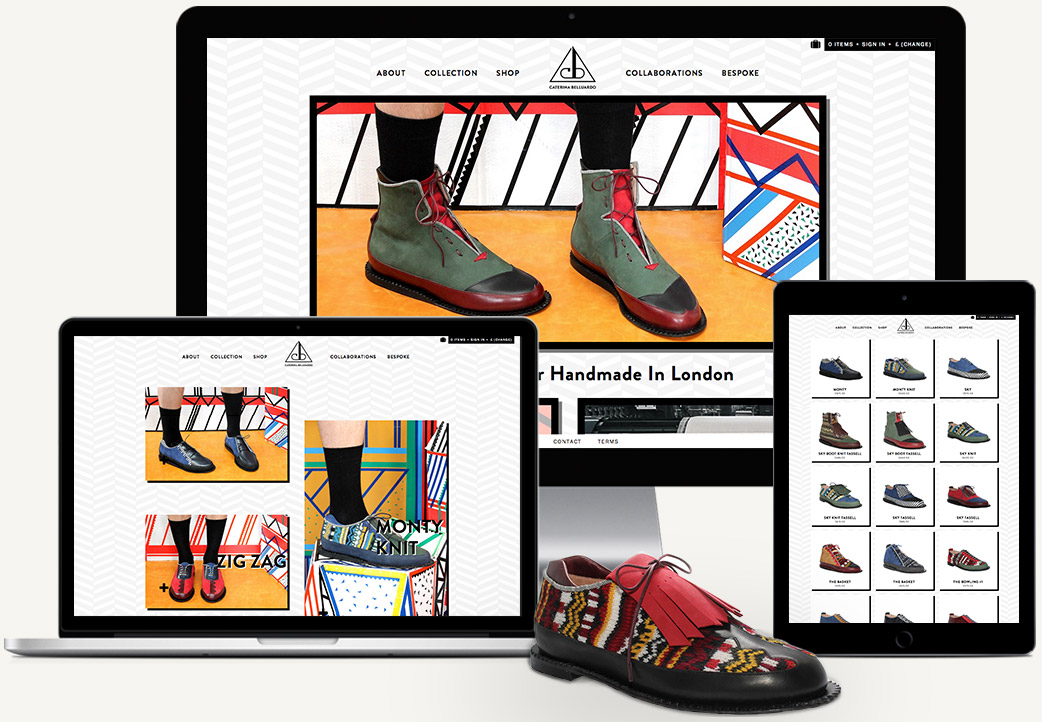 0 ITEMS • SIGN IN • £ (CHANGE)
ABOUT COLLECTION SHOP COLLABORATIONS BESPOKE
CATERINA BELLUARDO
r Handmade In London
CONTACT TERMS
0 ITEMS • SIGN IN • £ (CHANGE)
ABOUT COLLECTION SHOP COLLABORATIONS BESPOKE
CATERINA BELLUARDO
MONTY
KNIT
ZIG ZAG
+
ABOUT COLLECTION SHOP COLLABORATIONS BESPOKE
MONTY MONTY KNIT SKY
SKY BOOT KNIT TASSELL SKY BOOT TASSELL SKY KNIT
SKY KNIT TASSELL SKY TASSELL SKY TASSELL
THE BASKET THE BASKET THE BOWLING #1